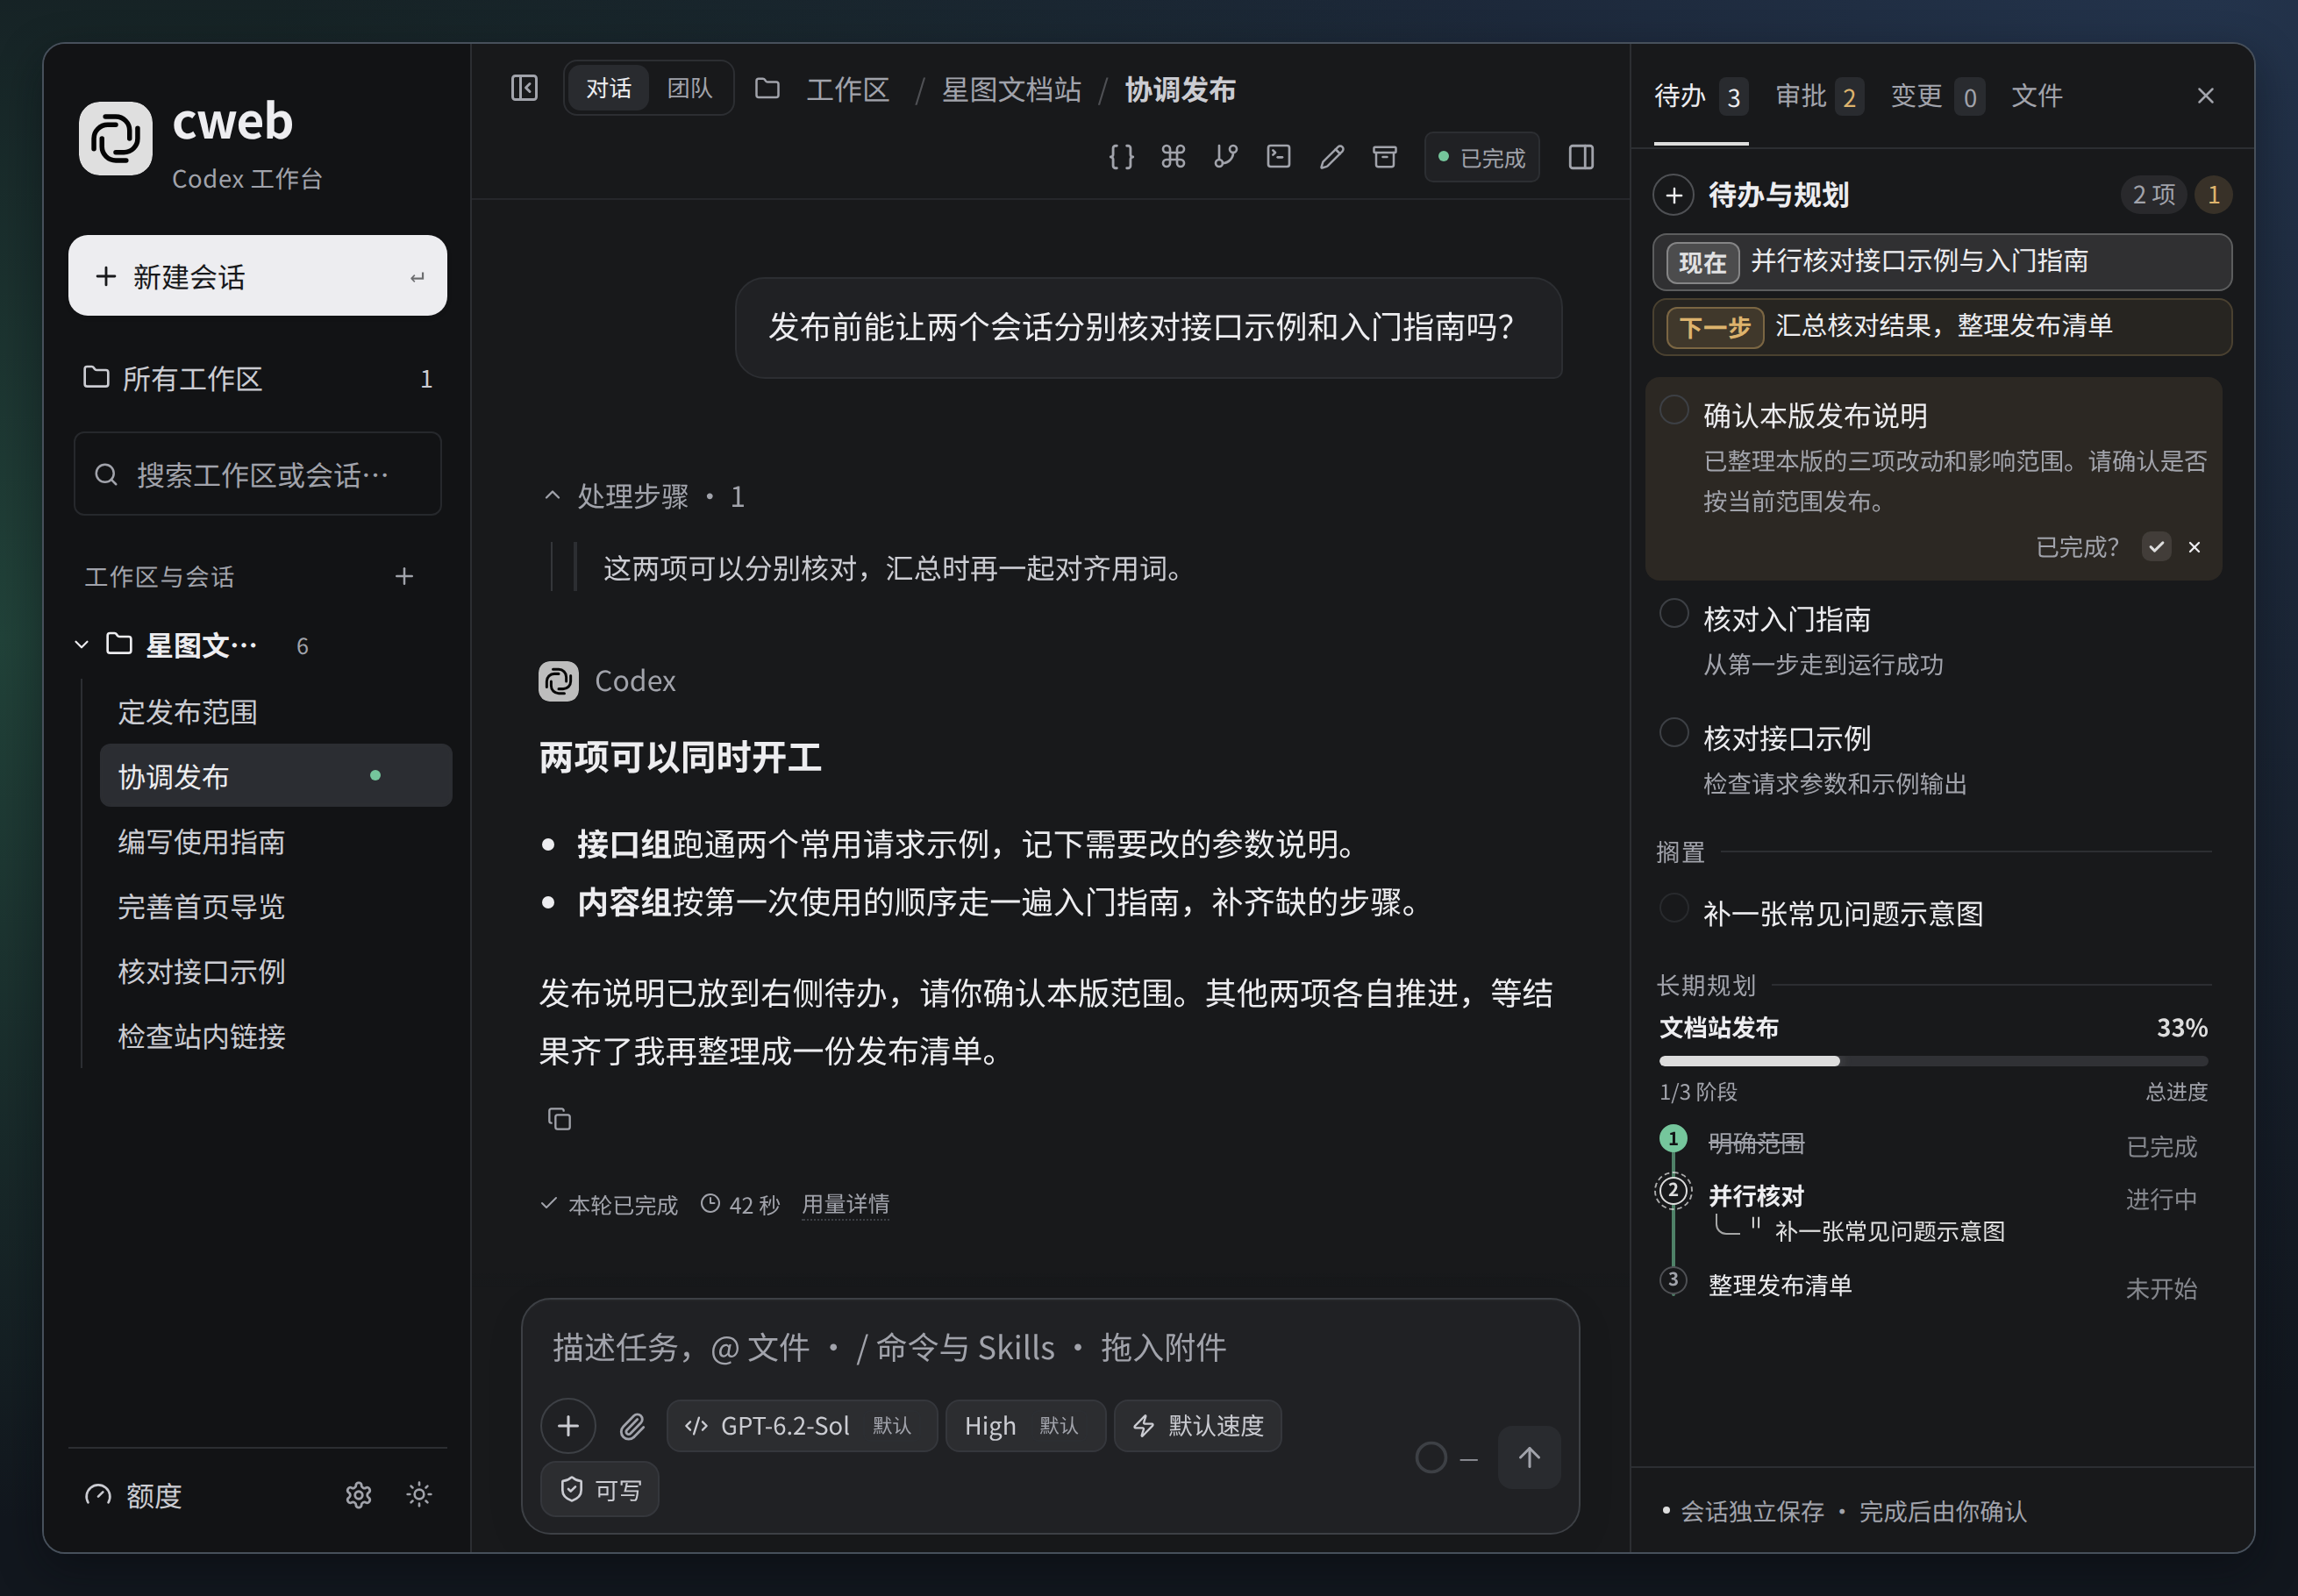 cweb
Codex 工作台
新建会话
所有工作区 1
搜索工作区或会话…
工作区与会话
星图文… 6
定发布范围
协调发布
编写使用指南
完善首页导览
核对接口示例
检查站内链接
额度
对话 团队 工作区 / 星图文档站 / 协调发布
已完成
发布前能让两个会话分别核对接口示例和入门指南吗？
处理步骤 · 1
这两项可以分别核对，汇总时再一起对齐用词。
Codex
两项可以同时开工
• 接口组跑通两个常用请求示例，记下需要改的参数说明。
• 内容组按第一次使用的顺序走一遍入门指南，补齐缺的步骤。
发布说明已放到右侧待办，请你确认本版范围。其他两项各自推进，等结
果齐了我再整理成一份发布清单。
本轮已完成 42 秒 用量详情
描述任务，@ 文件 · / 命令与 Skills · 拖入附件
GPT-6.2-Sol 默认 High 默认 默认速度
可写
待办 3 审批 2 变更 0 文件
待办与规划 2 项 1
现在 并行核对接口示例与入门指南
下一步 汇总核对结果，整理发布清单
确认本版发布说明
已整理本版的三项改动和影响范围。请确认是否
按当前范围发布。
已完成？
核对入门指南
从第一步走到运行成功
核对接口示例
检查请求参数和示例输出
搁置
补一张常见问题示意图
长期规划
文档站发布 33%
1/3 阶段 总进度
1 明确范围 已完成
2 并行核对 进行中
补一张常见问题示意图
3 整理发布清单 未开始
会话独立保存 · 完成后由你确认